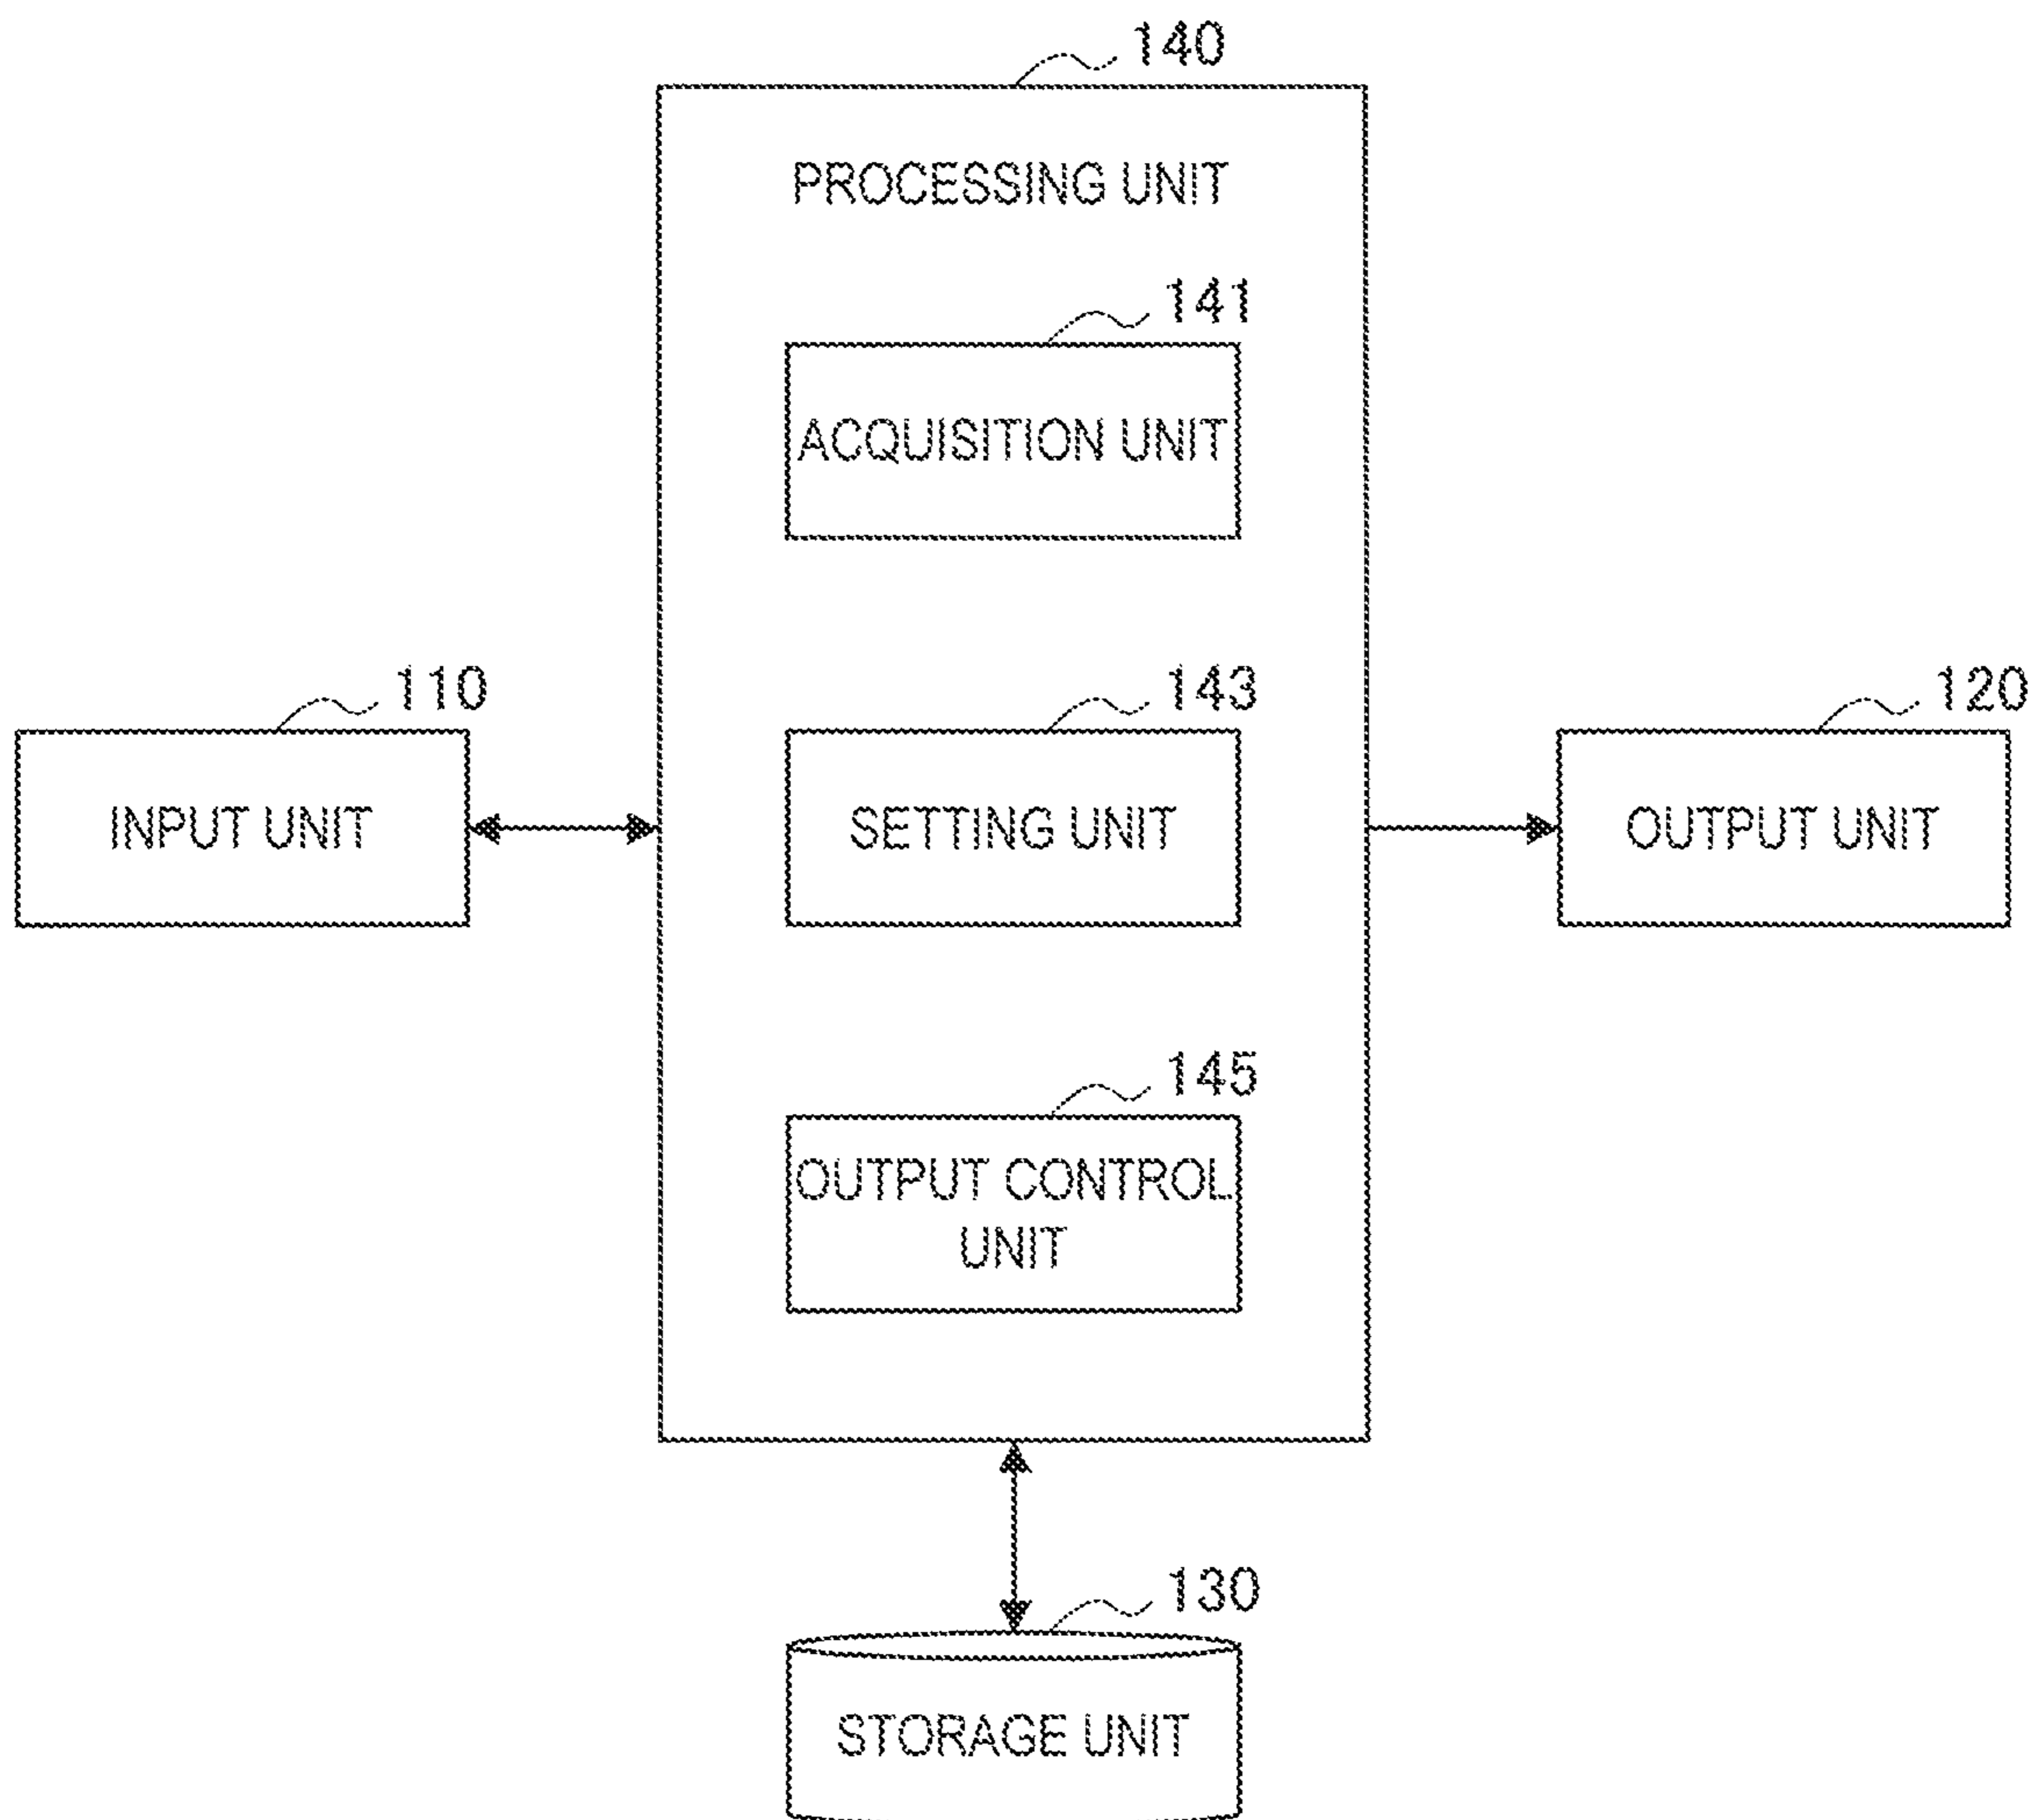 140
PROCESSING UNIT
141
ACQUISITION UNIT
110
INPUT UNIT
143
SETTING UNIT
120
OUTPUT UNIT
145
OUTPUT CONTROL
UNIT
130
STORAGE UNIT